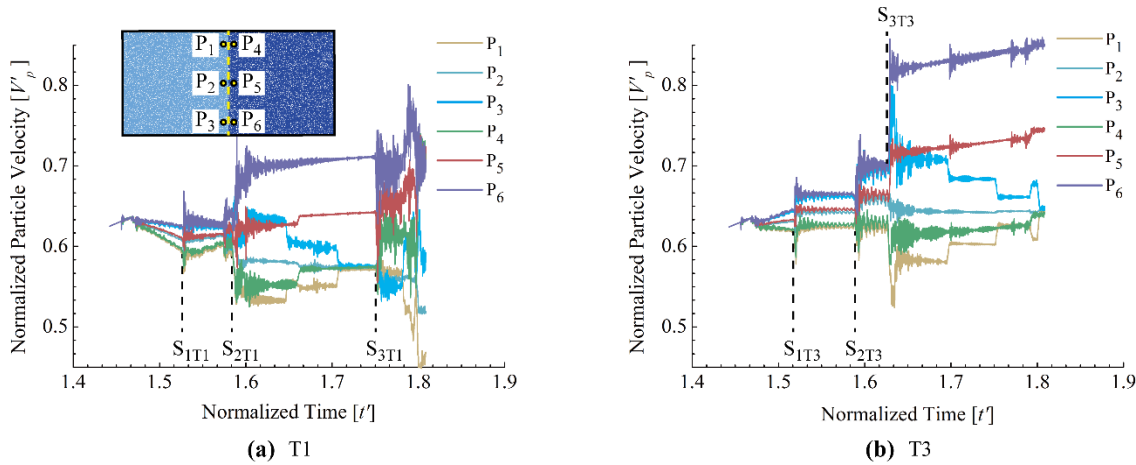 S3T3
P1 P4
P2 P5
P3 P6
P1
P2
P3
P4
P5
P6
Normalized Particle Velocity [V'p]
0.8
0.7
0.6
0.5
S1T1 S2T1 S3T1
1.4 1.5 1.6 1.7 1.8 1.9
Normalized Time [t']
(a) T1
P1
P2
P3
P4
P5
P6
Normalized Particle Velocity [V'p]
0.8
0.7
0.6
0.5
S1T3 S2T3
1.4 1.5 1.6 1.7 1.8 1.9
Normalized Time [t']
(b) T3